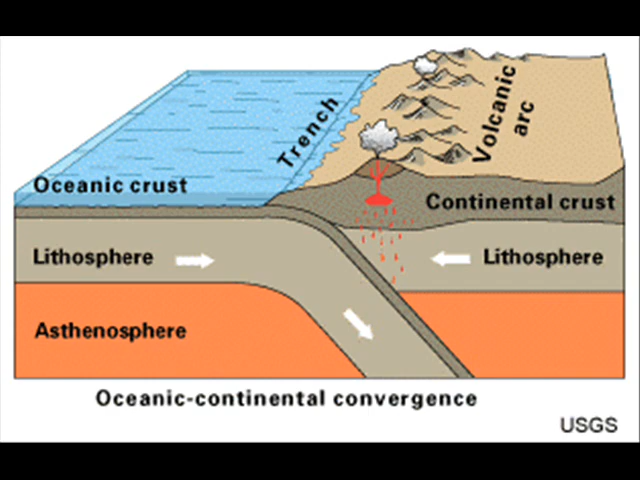 Trench
Volcanic
arc
Oceanic crust
Continental crust
Lithosphere
Lithosphere
Asthenosphere
Oceanic-continental convergence
USGS